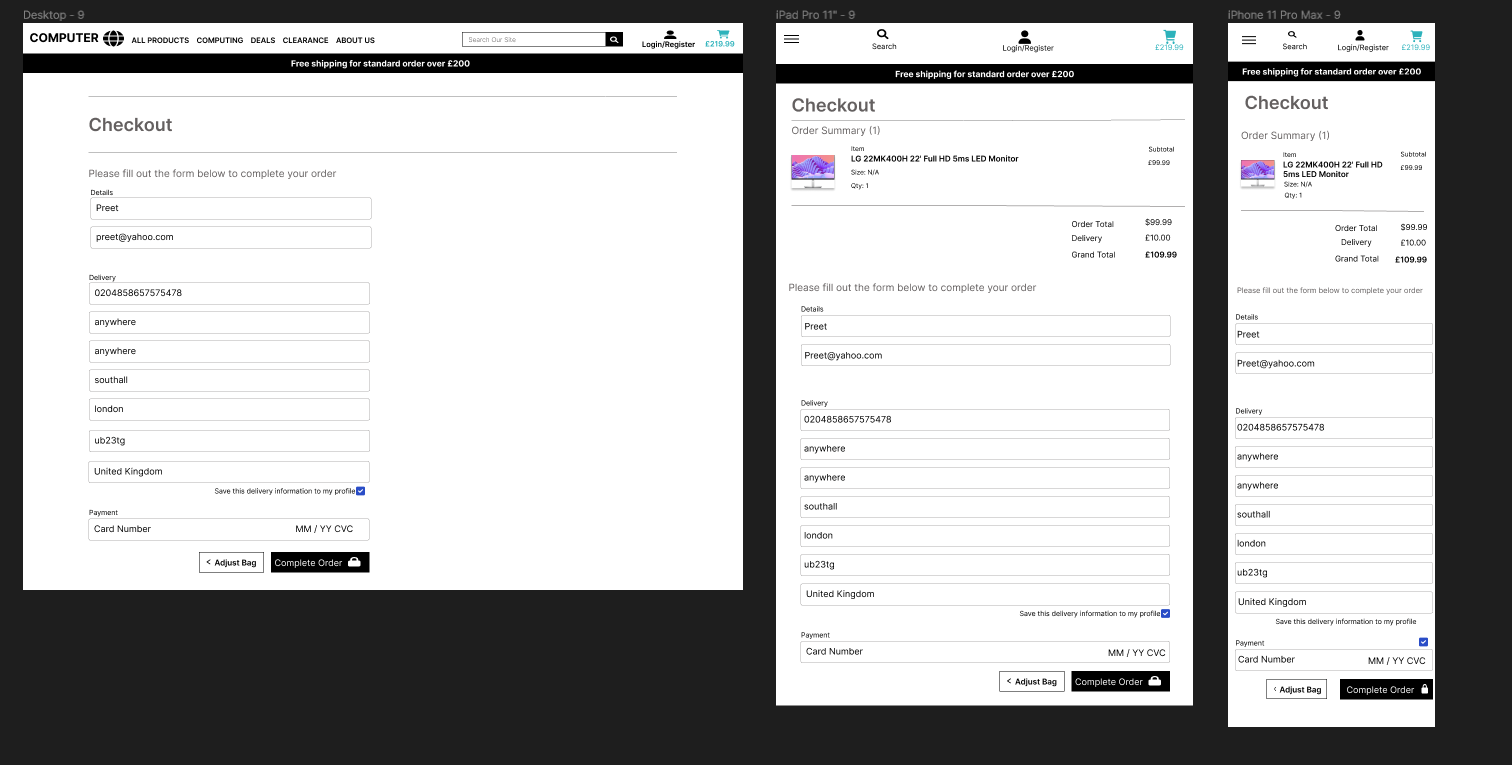 Desktop - 9
COMPUTER ALL PRODUCTS COMPUTING DEALS CLEARANCE ABOUT US Search Our Site Login/Register £219.99
Free shipping for standard order over £200
Checkout
Please fill out the form below to complete your order
Details
Preet
preet@yahoo.com
Delivery
0204858657575478
anywhere
anywhere
southall
london
ub23tg
United Kingdom
Save this delivery information to my profile
Payment
Card Number MM / YY CVC
< Adjust Bag Complete Order
iPad Pro 11" - 9
Search Login/Register £219.99
Free shipping for standard order over £200
Checkout
Order Summary (1)
Item Subtotal
LG 22MK400H 22' Full HD 5ms LED Monitor
£99.99
Size: N/A
Qty: 1
Order Total $99.99
Delivery £10.00
Grand Total £109.99
Please fill out the form below to complete your order
Details
Preet
Preet@yahoo.com
Delivery
0204858657575478
anywhere
anywhere
southall
london
ub23tg
United Kingdom
Save this delivery information to my profile
Payment
Card Number MM / YY CVC
< Adjust Bag Complete Order
iPhone 11 Pro Max - 9
Search Login/Register £219.99
Free shipping for standard order over £200
Checkout
Order Summary (1)
Item Subtotal
LG 22MK400H 22' Full HD £99.99
5ms LED Monitor
Size: N/A
Qty: 1
Order Total $99.99
Delivery £10.00
Grand Total £109.99
Please fill out the form below to complete your order
Details
Preet
Preet@yahoo.com
Delivery
0204858657575478
anywhere
anywhere
southall
london
ub23tg
United Kingdom
Save this delivery information to my profile
Payment
Card Number MM / YY CVC
< Adjust Bag Complete Order